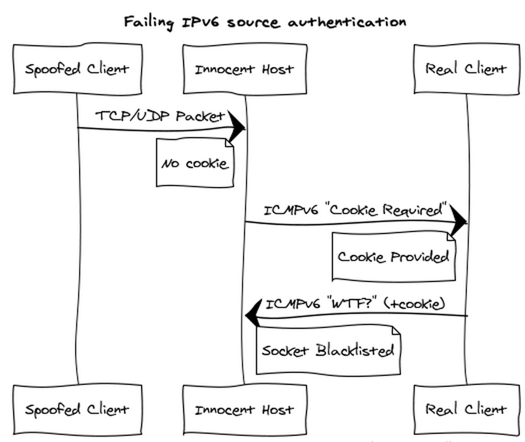 Failing IPv6 source authentication
Spoofed Client
Innocent Host
Real Client
TCP/UDP Packet
No cookie
ICMPv6 "Cookie Required"
Cookie Provided
ICMPv6 "WTF?" (+cookie)
Socket Blacklisted
Spoofed Client
Innocent Host
Real Client